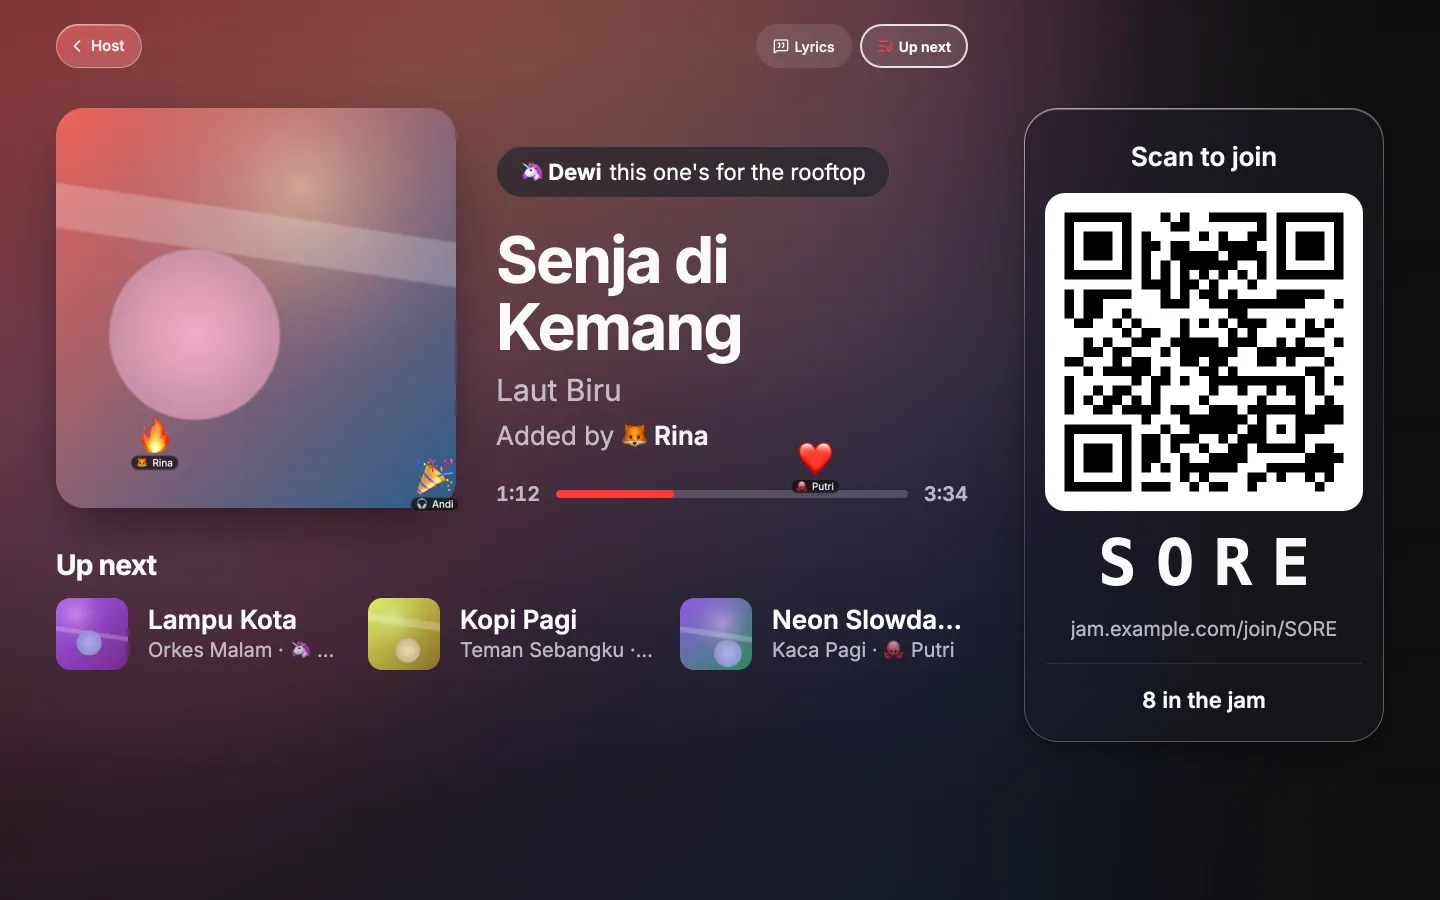 Host
Lyrics
Up next
Dewi this one's for the rooftop
Senja di
Kemang
Laut Biru
Added by Rina
Rina
Andi
Putri
1:12
3:34
Up next
Lampu Kota
Orkes Malam · ...
Kopi Pagi
Teman Sebangku ·...
Neon Slowda...
Kaca Pagi · Putri
Scan to join
SORE
jam.example.com/join/SORE
8 in the jam